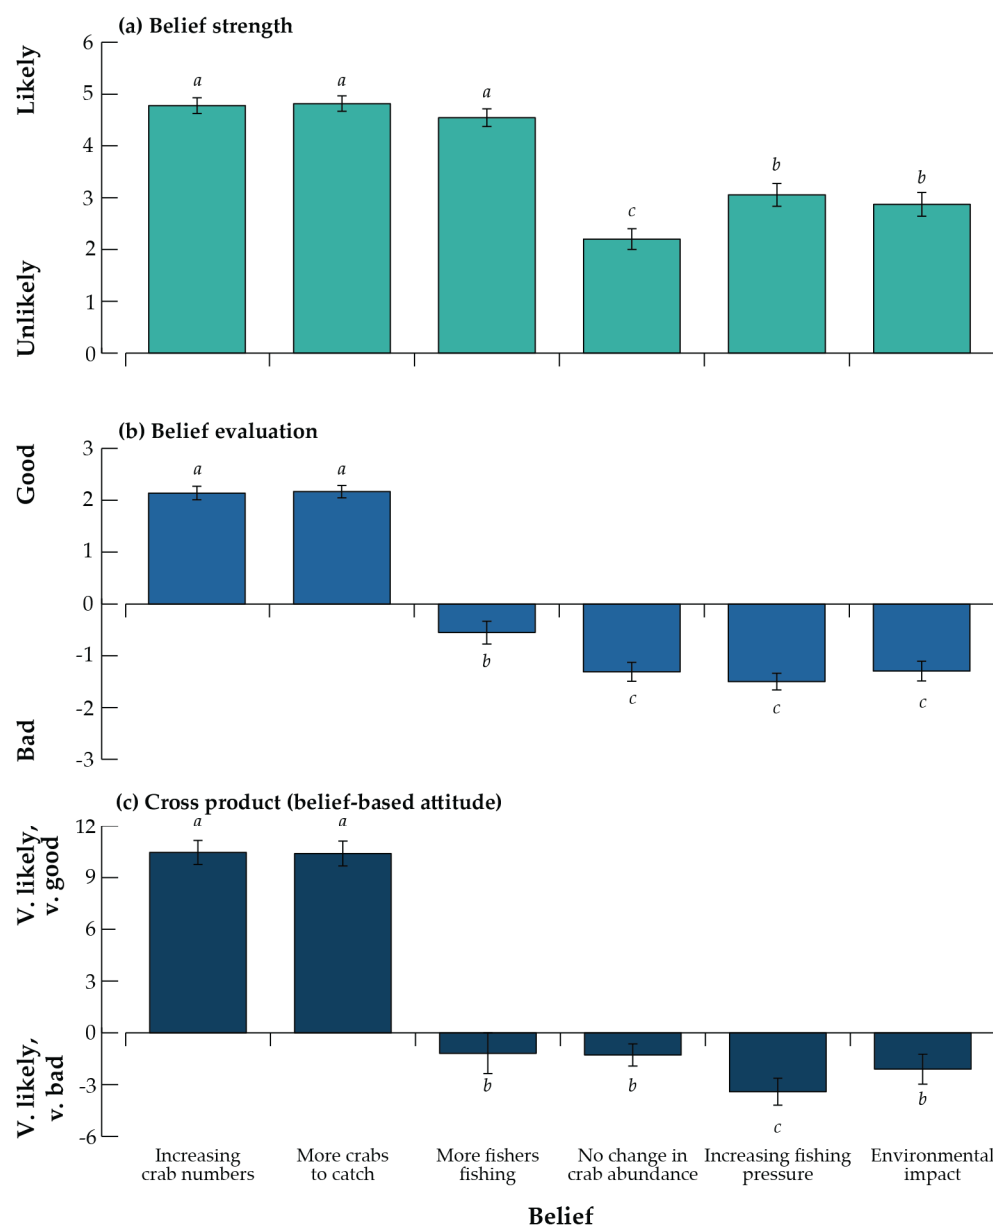 (a) Belief strength
Likely
Unlikely
6
5
4
3
2
1
0
a
a
a
c
b
b
(b) Belief evaluation
Good
Bad
3
2
1
0
-1
-2
-3
a
a
b
c
c
c
(c) Cross product (belief-based attitude)
V. likely,
v. good
V. likely,
v. bad
12
9
6
3
0
-3
-6
a
a
b
b
c
b
Increasing
crab numbers
More crabs
to catch
More fishers
fishing
No change in
crab abundance
Increasing fishing
pressure
Environmental
impact
Belief